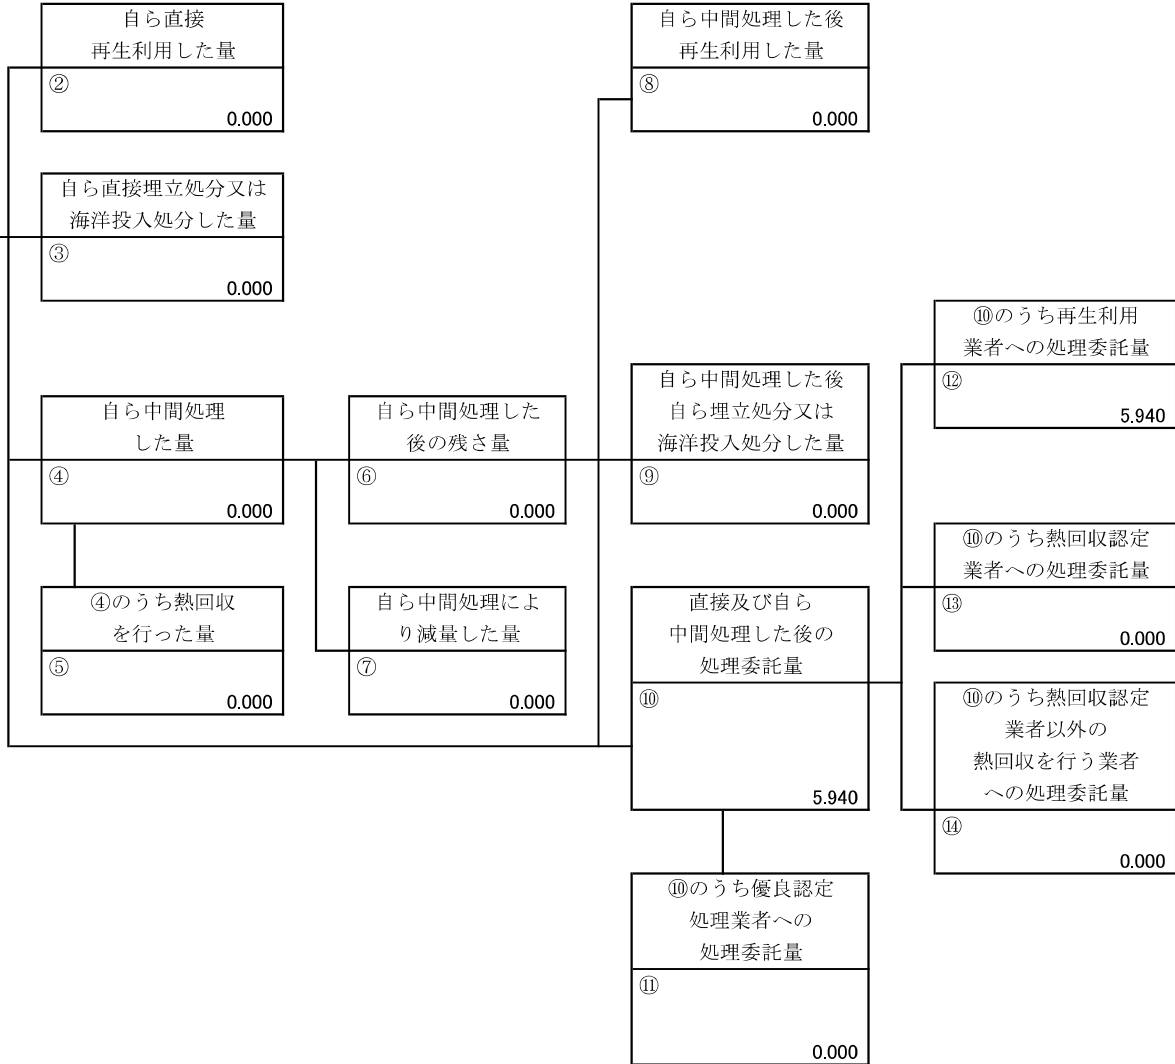 自ら直接
再生利用した量
②
0.000
自ら中間処理した後
再生利用した量
⑧
0.000
自ら直接埋立処分又は
海洋投入処分した量
③
0.000
⑩のうち再生利用
業者への処理委託量
⑫
5.940
自ら中間処理
した量
④
0.000
自ら中間処理した
後の残さ量
⑥
0.000
自ら中間処理した後
自ら埋立処分又は
海洋投入処分した量
⑨
0.000
⑩のうち熱回収認定
業者への処理委託量
⑬
0.000
④のうち熱回収
を行った量
⑤
0.000
自ら中間処理によ
り減量した量
⑦
0.000
直接及び自ら
中間処理した後の
処理委託量
⑩
5.940
⑩のうち熱回収認定
業者以外の
熱回収を行う業者
への処理委託量
⑭
0.000
⑩のうち優良認定
処理業者への
処理委託量
⑪
0.000